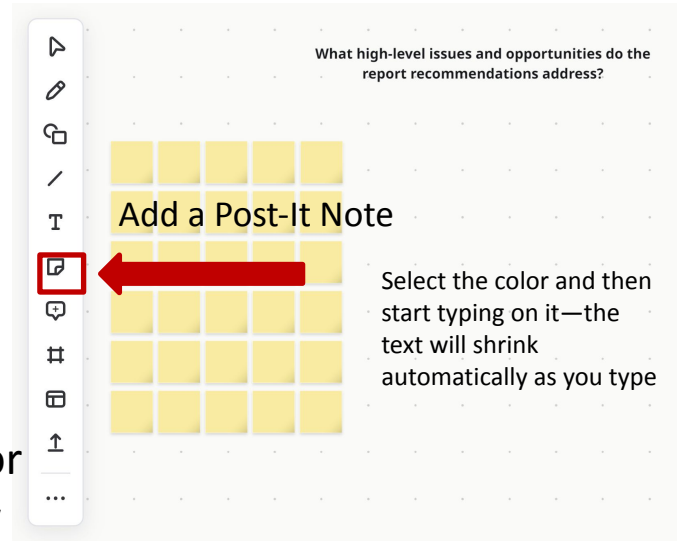 What high-level issues and opportunities do the
report recommendations address?
T
Add a Post-It Note
Select the color and then
start typing on it—the
text will shrink
automatically as you type
or